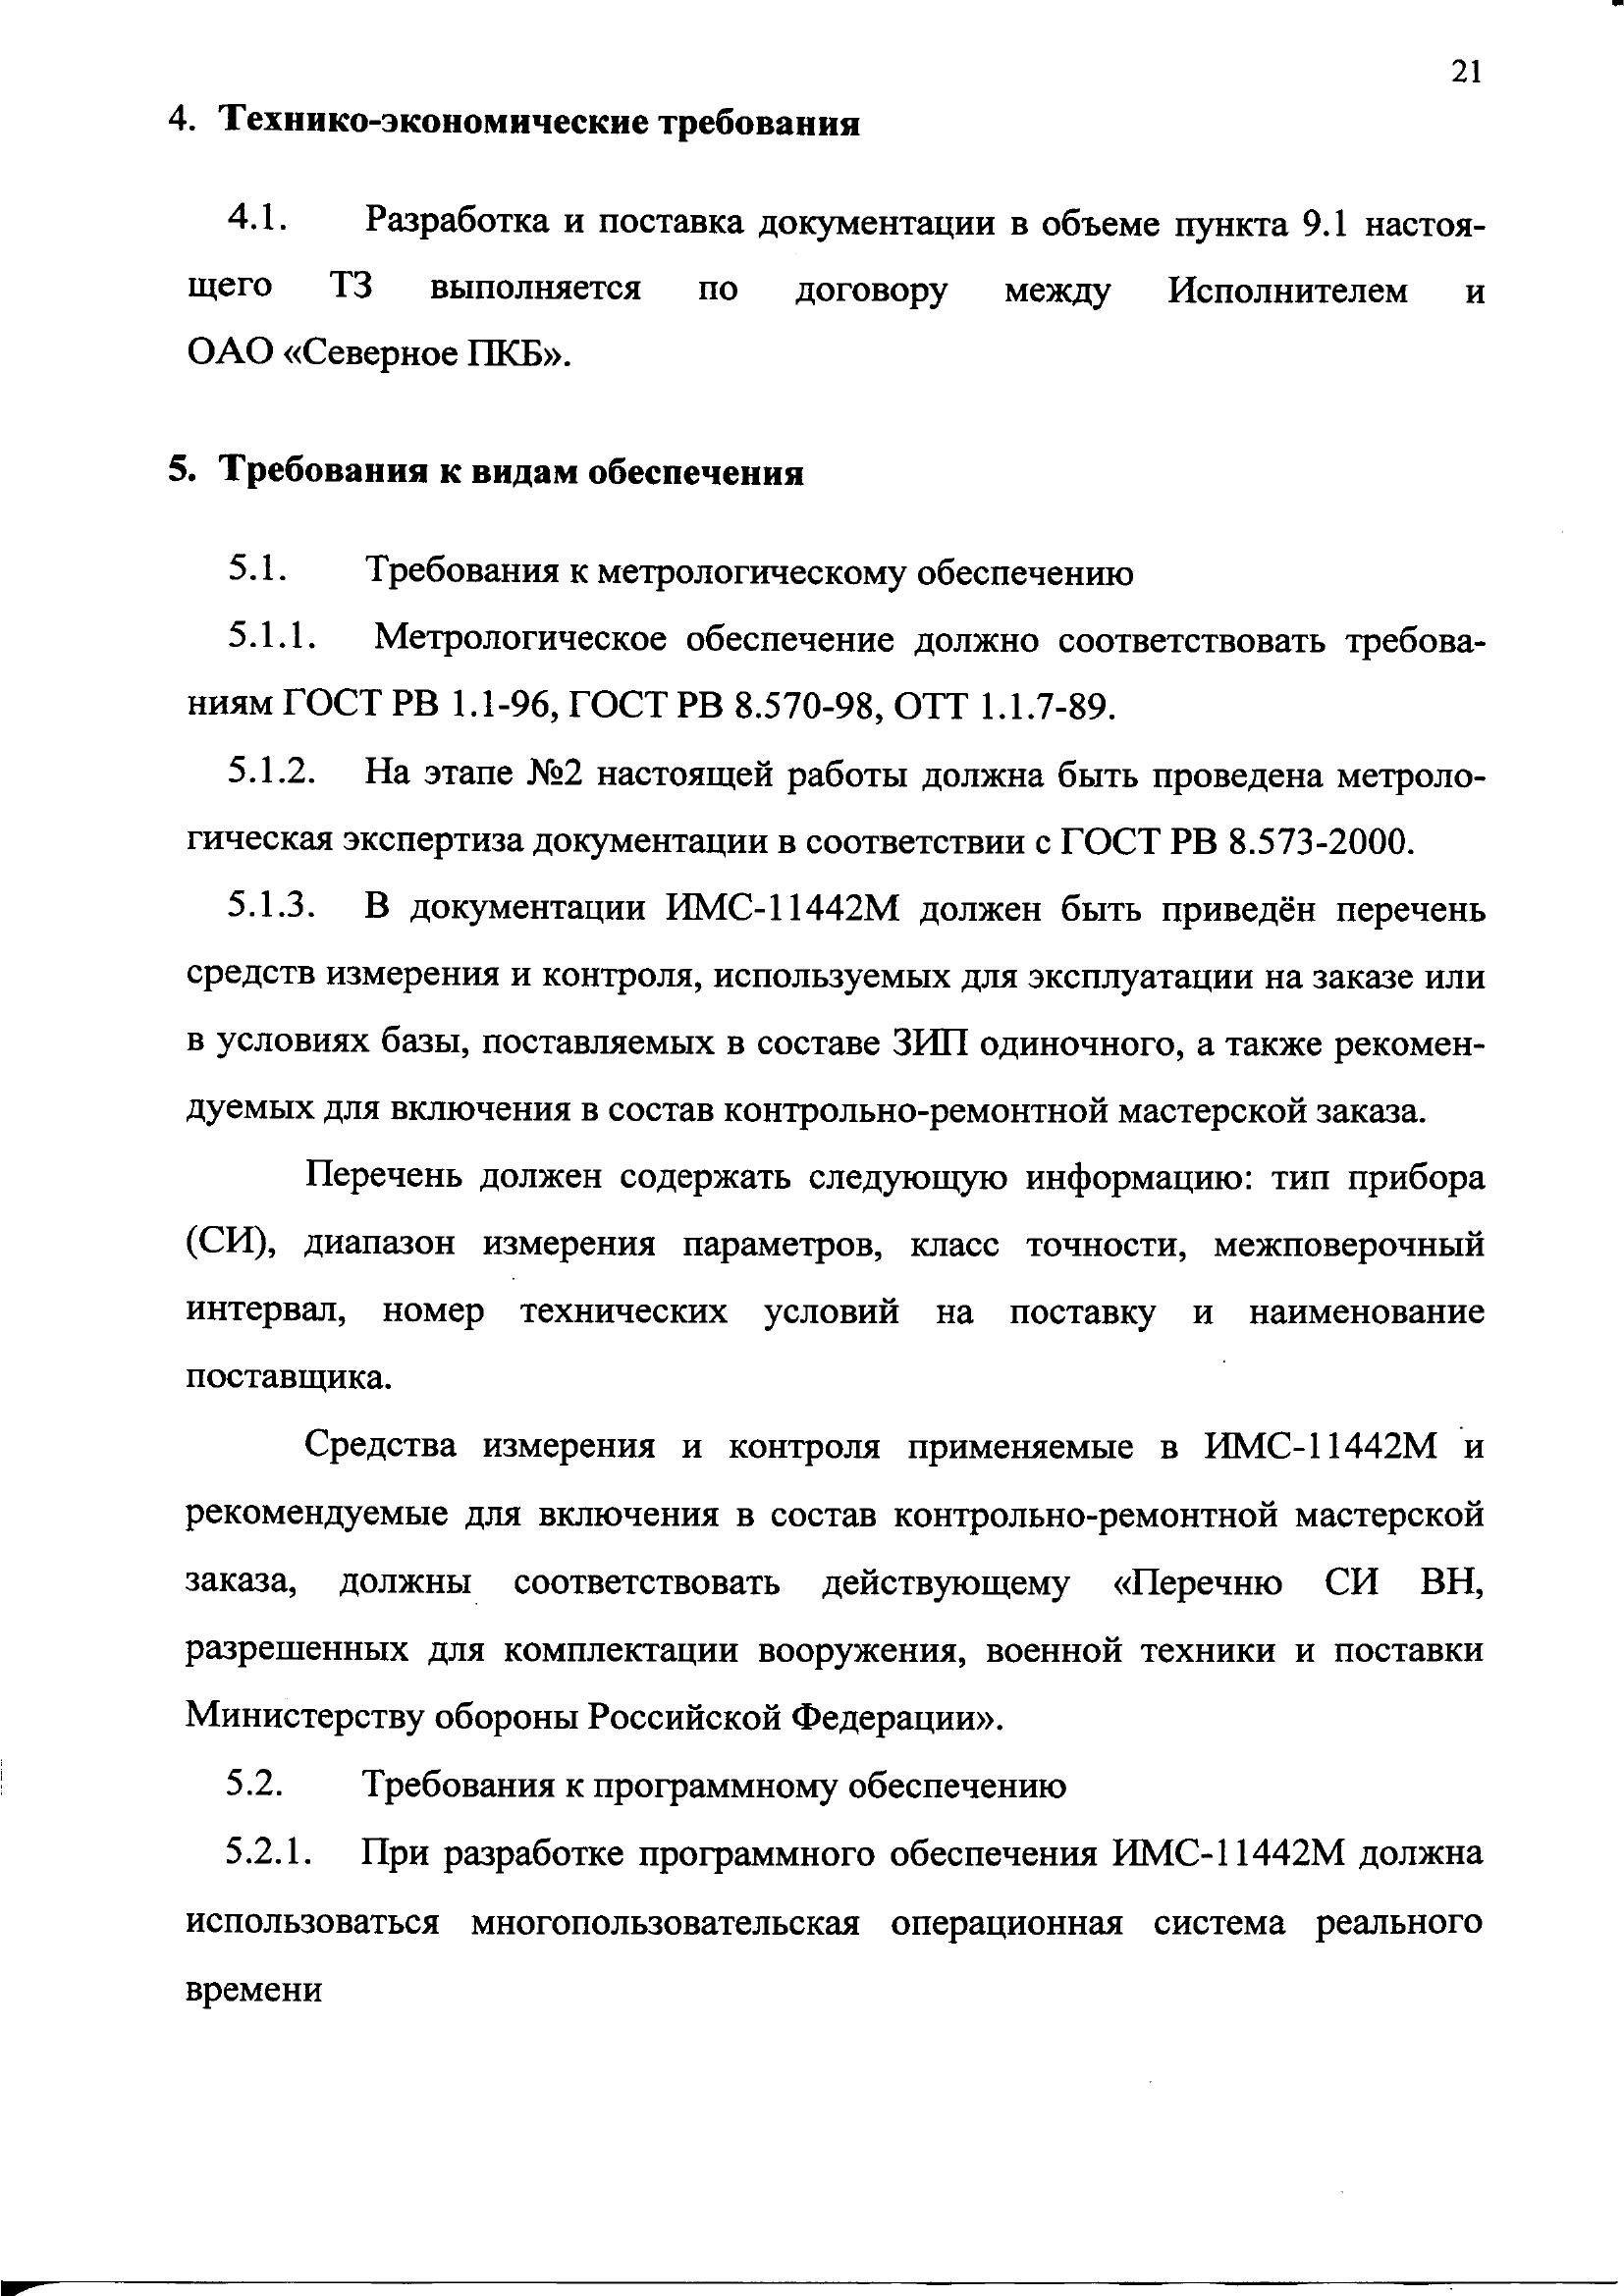 21
4. Технико-экономические требования
4.1. Разработка и поставка документации в объеме пункта 9.1 настоя-
щего ТЗ выполняется по договору между Исполнителем и
ОАО «Северное ПКБ».
5. Требования к видам обеспечения
5.1. Требования к метрологическому обеспечению
5.1.1. Метрологическое обеспечение должно соответствовать требова-
ниям ГОСТ РВ 1.1-96, ГОСТ РВ 8.570-98, ОТТ 1.1.7-89.
5.1.2. На этапе №2 настоящей работы должна быть проведена метроло-
гическая экспертиза документации в соответствии с ГОСТ РВ 8.573-2000.
5.1.3. В документации ИМС-11442М должен быть приведён перечень
средств измерения и контроля, используемых для эксплуатации на заказе или
в условиях базы, поставляемых в составе ЗИП одиночного, а также рекомен-
дуемых для включения в состав контрольно-ремонтной мастерской заказа.
Перечень должен содержать следующую информацию: тип прибора
(СИ), диапазон измерения параметров, класс точности, межповерочный
интервал, номер технических условий на поставку и наименование
поставщика.
Средства измерения и контроля применяемые в ИМС-11442М и
рекомендуемые для включения в состав контрольно-ремонтной мастерской
заказа, должны соответствовать действующему «Перечню СИ ВН,
разрешенных для комплектации вооружения, военной техники и поставки
Министерству обороны Российской Федерации».
5.2. Требования к программному обеспечению
5.2.1. При разработке программного обеспечения ИМС-11442М должна
использоваться многопользовательская операционная система реального
времени